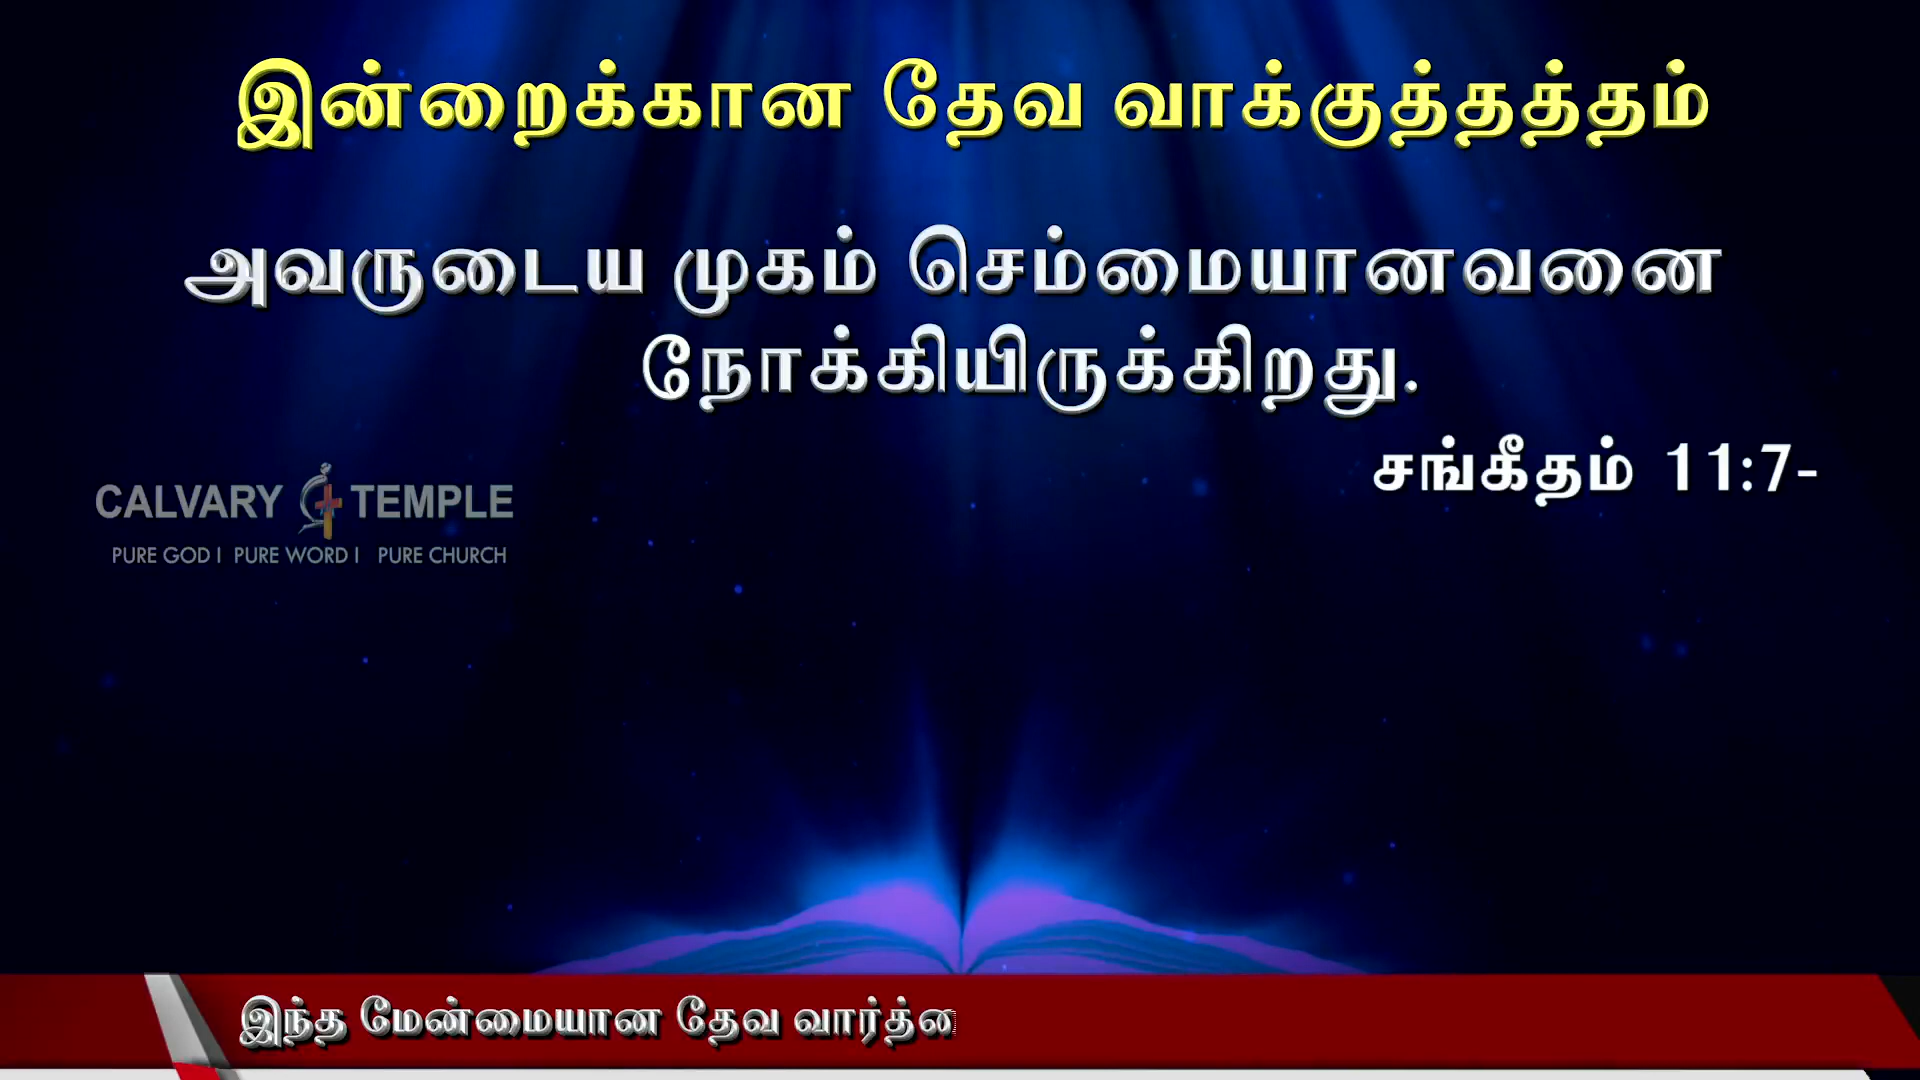 இன்றைக்கான தேவ வாக்குத்தத்தம்
அவருடைய முகம் செம்மையானவனை
நோக்கியிருக்கிறது.
சங்கீதம் 11:7-
CALVARY TEMPLE
PURE GOD I PURE WORD I PURE CHURCH
இந்த மேன்மையான தேவ